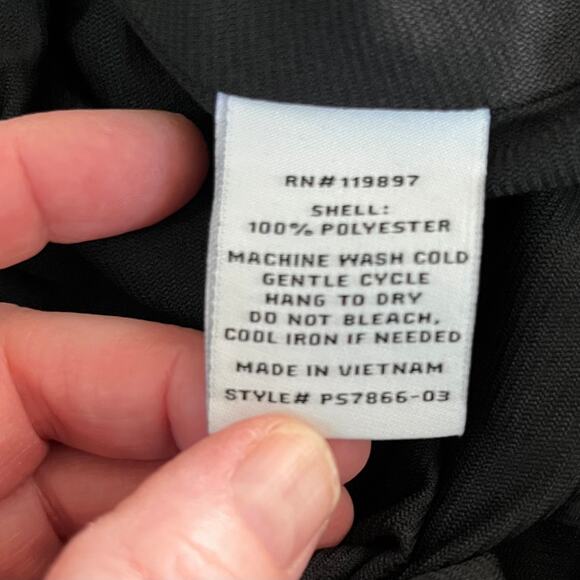 RN#119897
SHELL:
100% POLYESTER
MACHINE WASH COLD
GENTLE CYCLE
HANG TO DRY
DO NOT BLEACH,
COOL IRON IF NEEDED
MADE IN VIETNAM
STYLE# PS7866-03